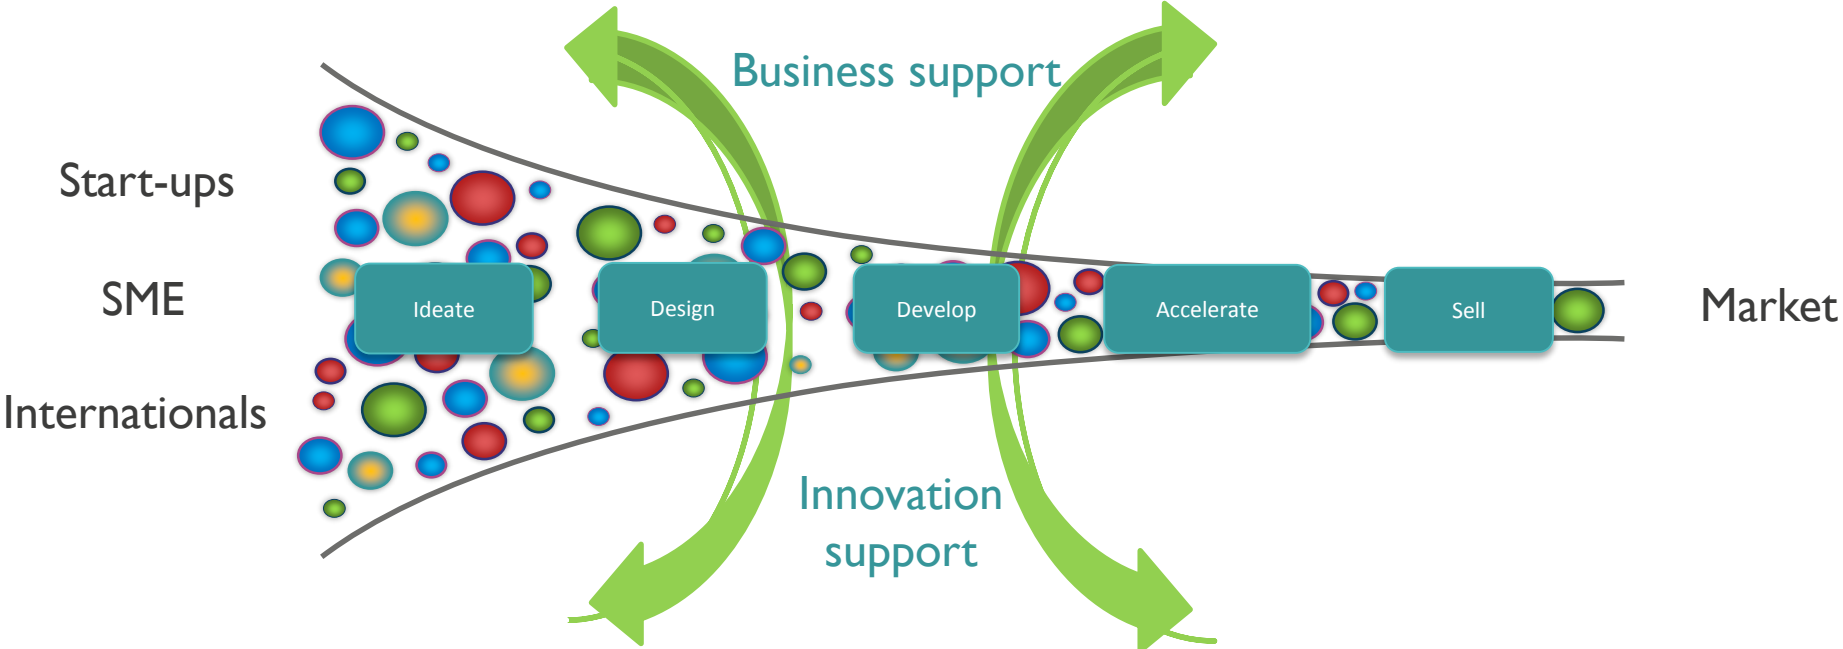 Business support
Start-ups
SME
Internationals
Ideate
Design
Develop
Accelerate
Sell
Market
Innovation
support